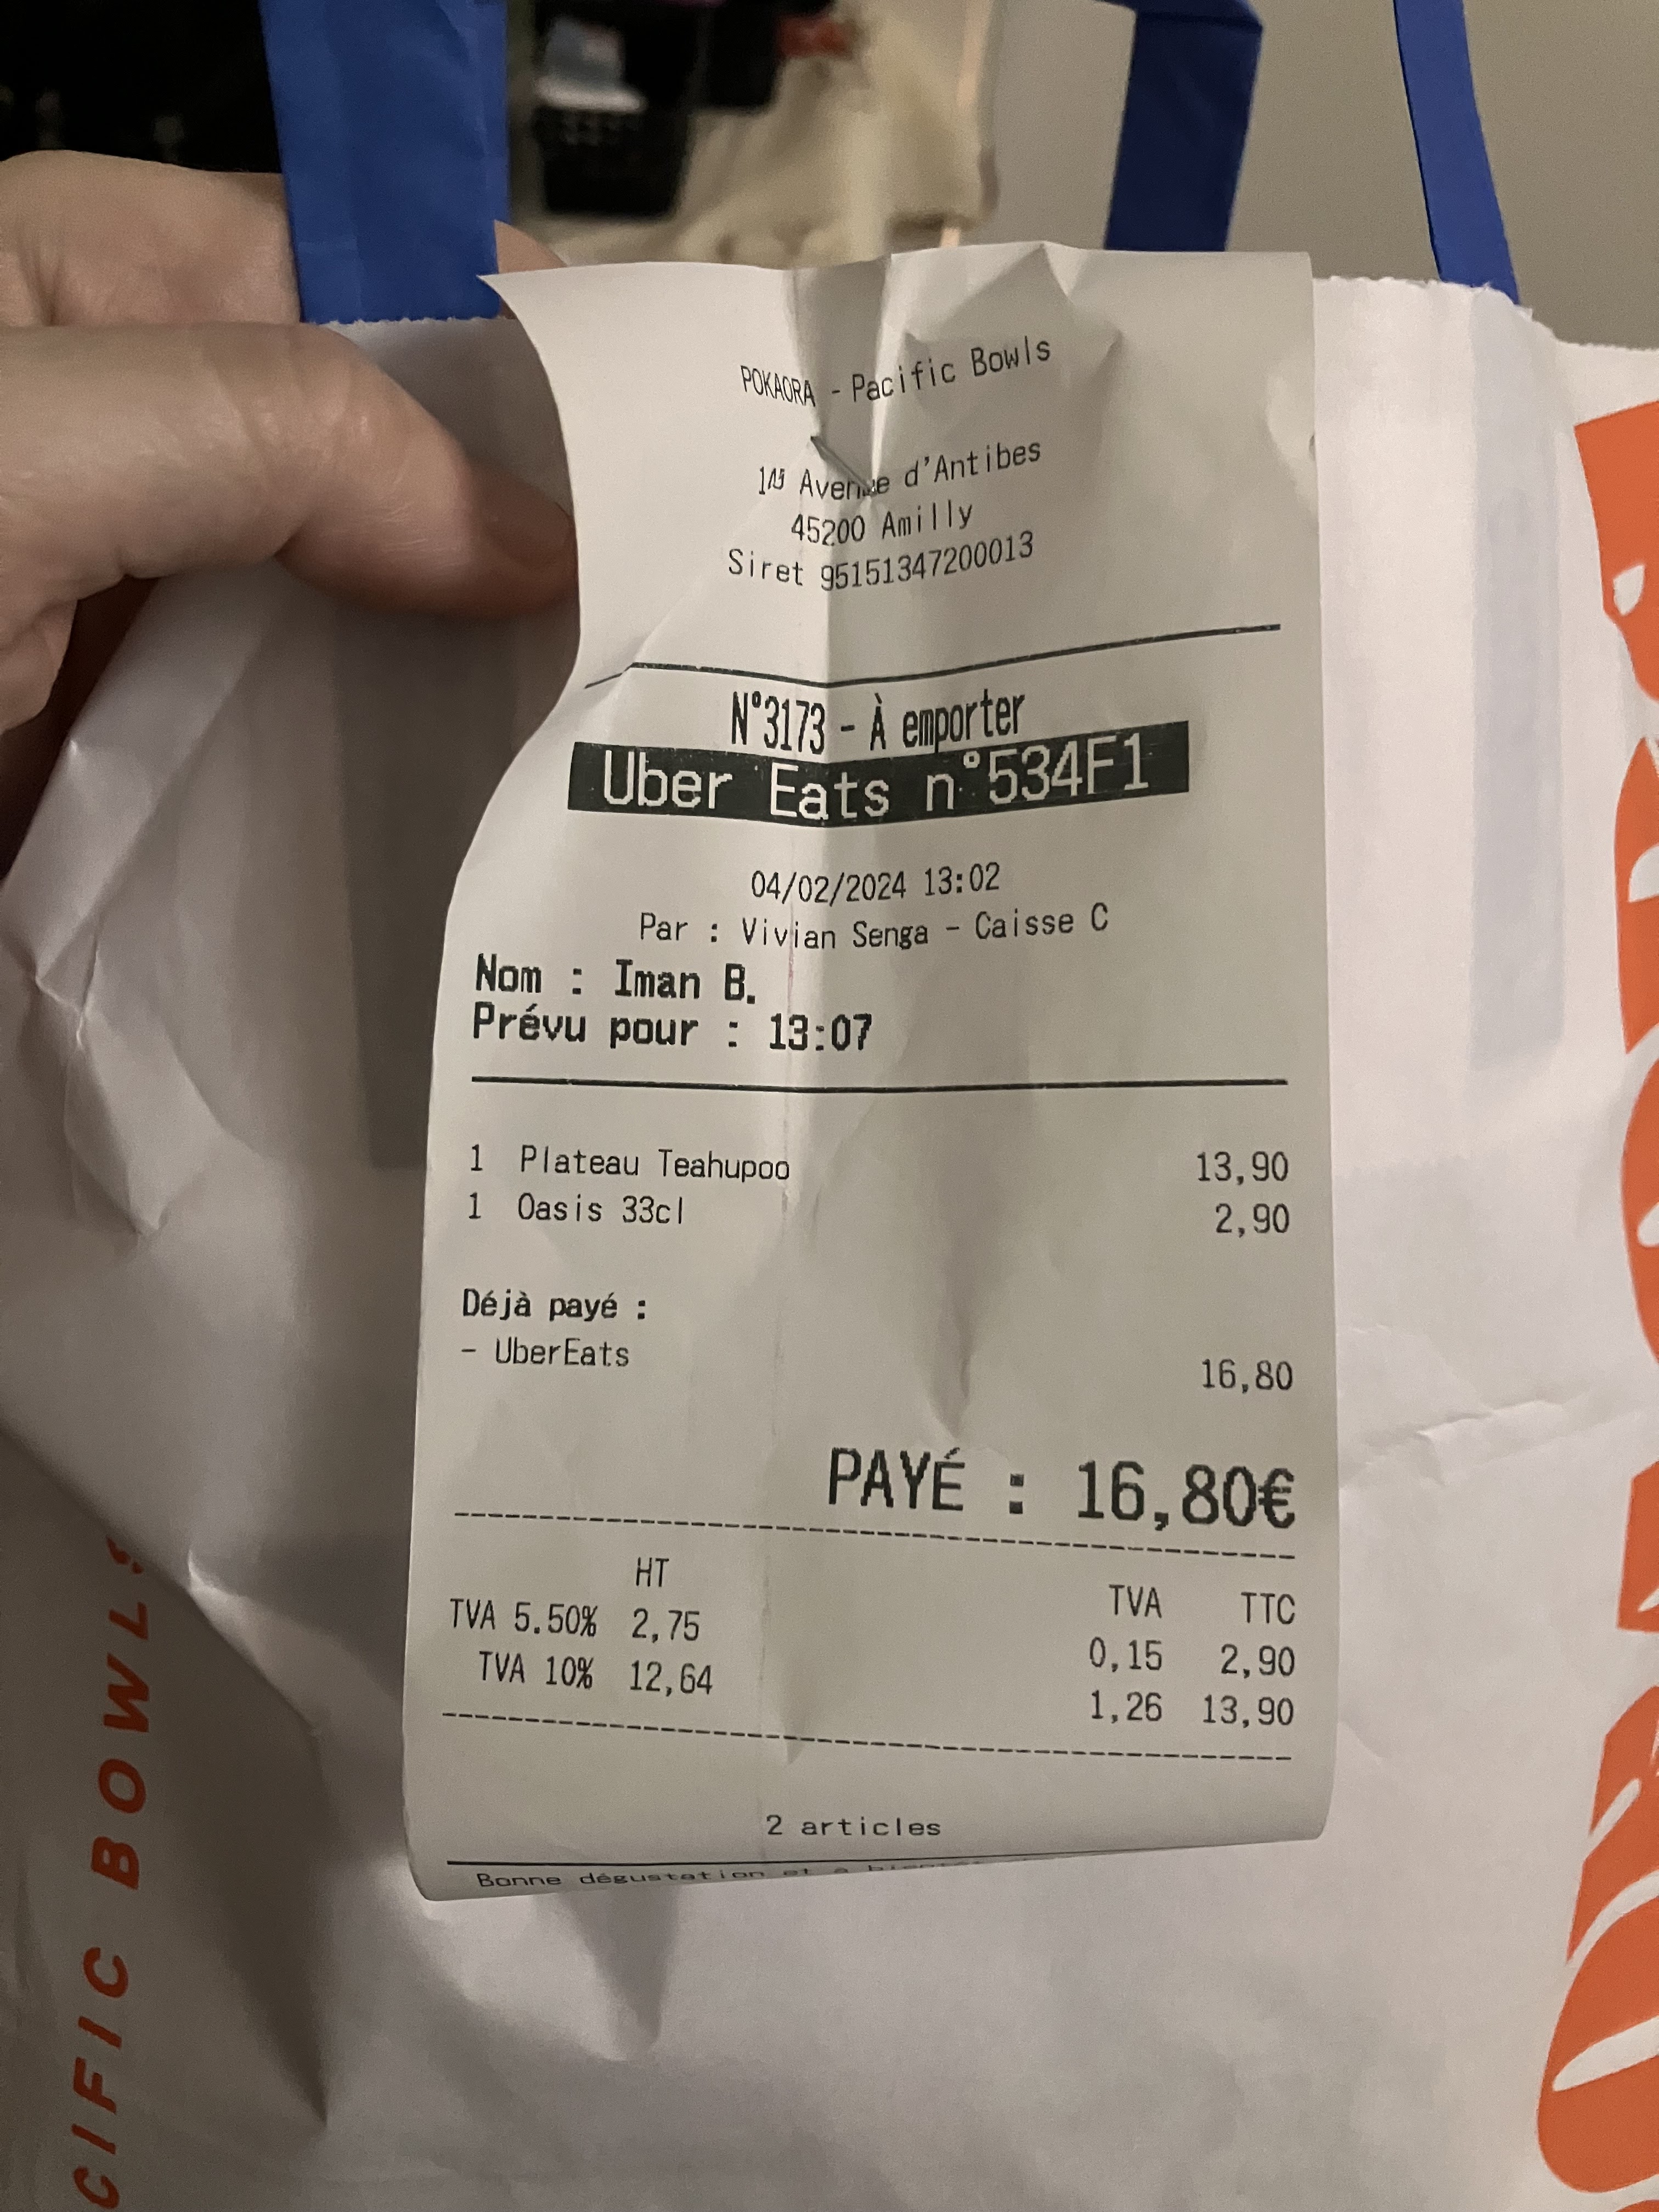 POKAORA - Pacific Bowls
Avenue d'Antibes
45200 Amilly
Siret 95151347200013
N°3173 - À emporter
Uber Eats n°534F1
04/02/2024 13:02
Par : Vivian Senga - Caisse C
Nom : Iman B.
Prévu pour : 13:07
1 Plateau Teahupoo 13,90
1 Oasis 33cl 2,90
Déjà payé :
- UberEats 16,80
PAYÉ : 16,80€
HT TVA TTC
TVA 5.50% 2,75 0,15 2,90
TVA 10% 12,64 1,26 13,90
2 articles
Bonne dégustation et a
CIFIC BOWLS